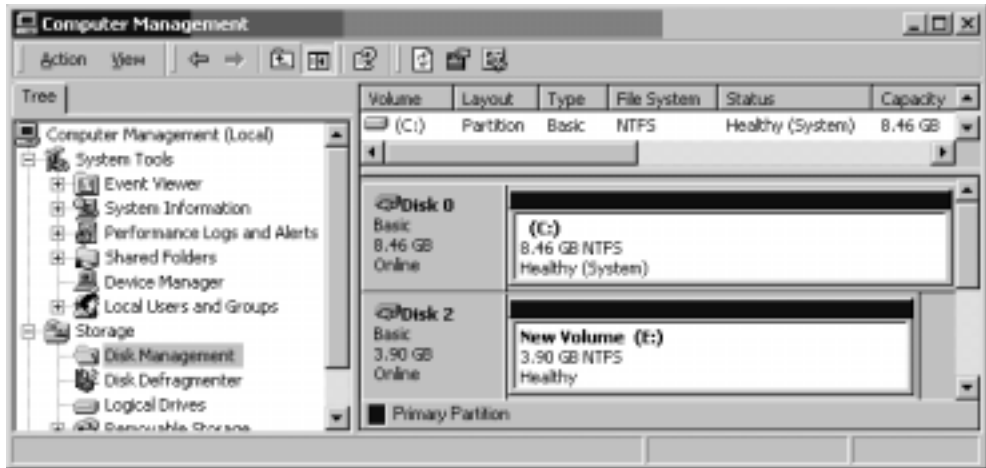 Computer Management
Action View
Tree
Computer Management (Local)
System Tools
Event Viewer
System Information
Performance Logs and Alerts
Shared Folders
Device Manager
Local Users and Groups
Storage
Disk Management
Disk Defragmenter
Logical Drives
Removable Storage
Volume Layout Type File System Status Capacity
(C:) Partition Basic NTFS Healthy (System) 8.46 GB
Disk 0
Basic
8.46 GB
Online
(C:)
8.46 GB NTFS
Healthy (System)
Disk 2
Basic
3.90 GB
Online
New Volume (E:)
3.90 GB NTFS
Healthy
Primary Partition